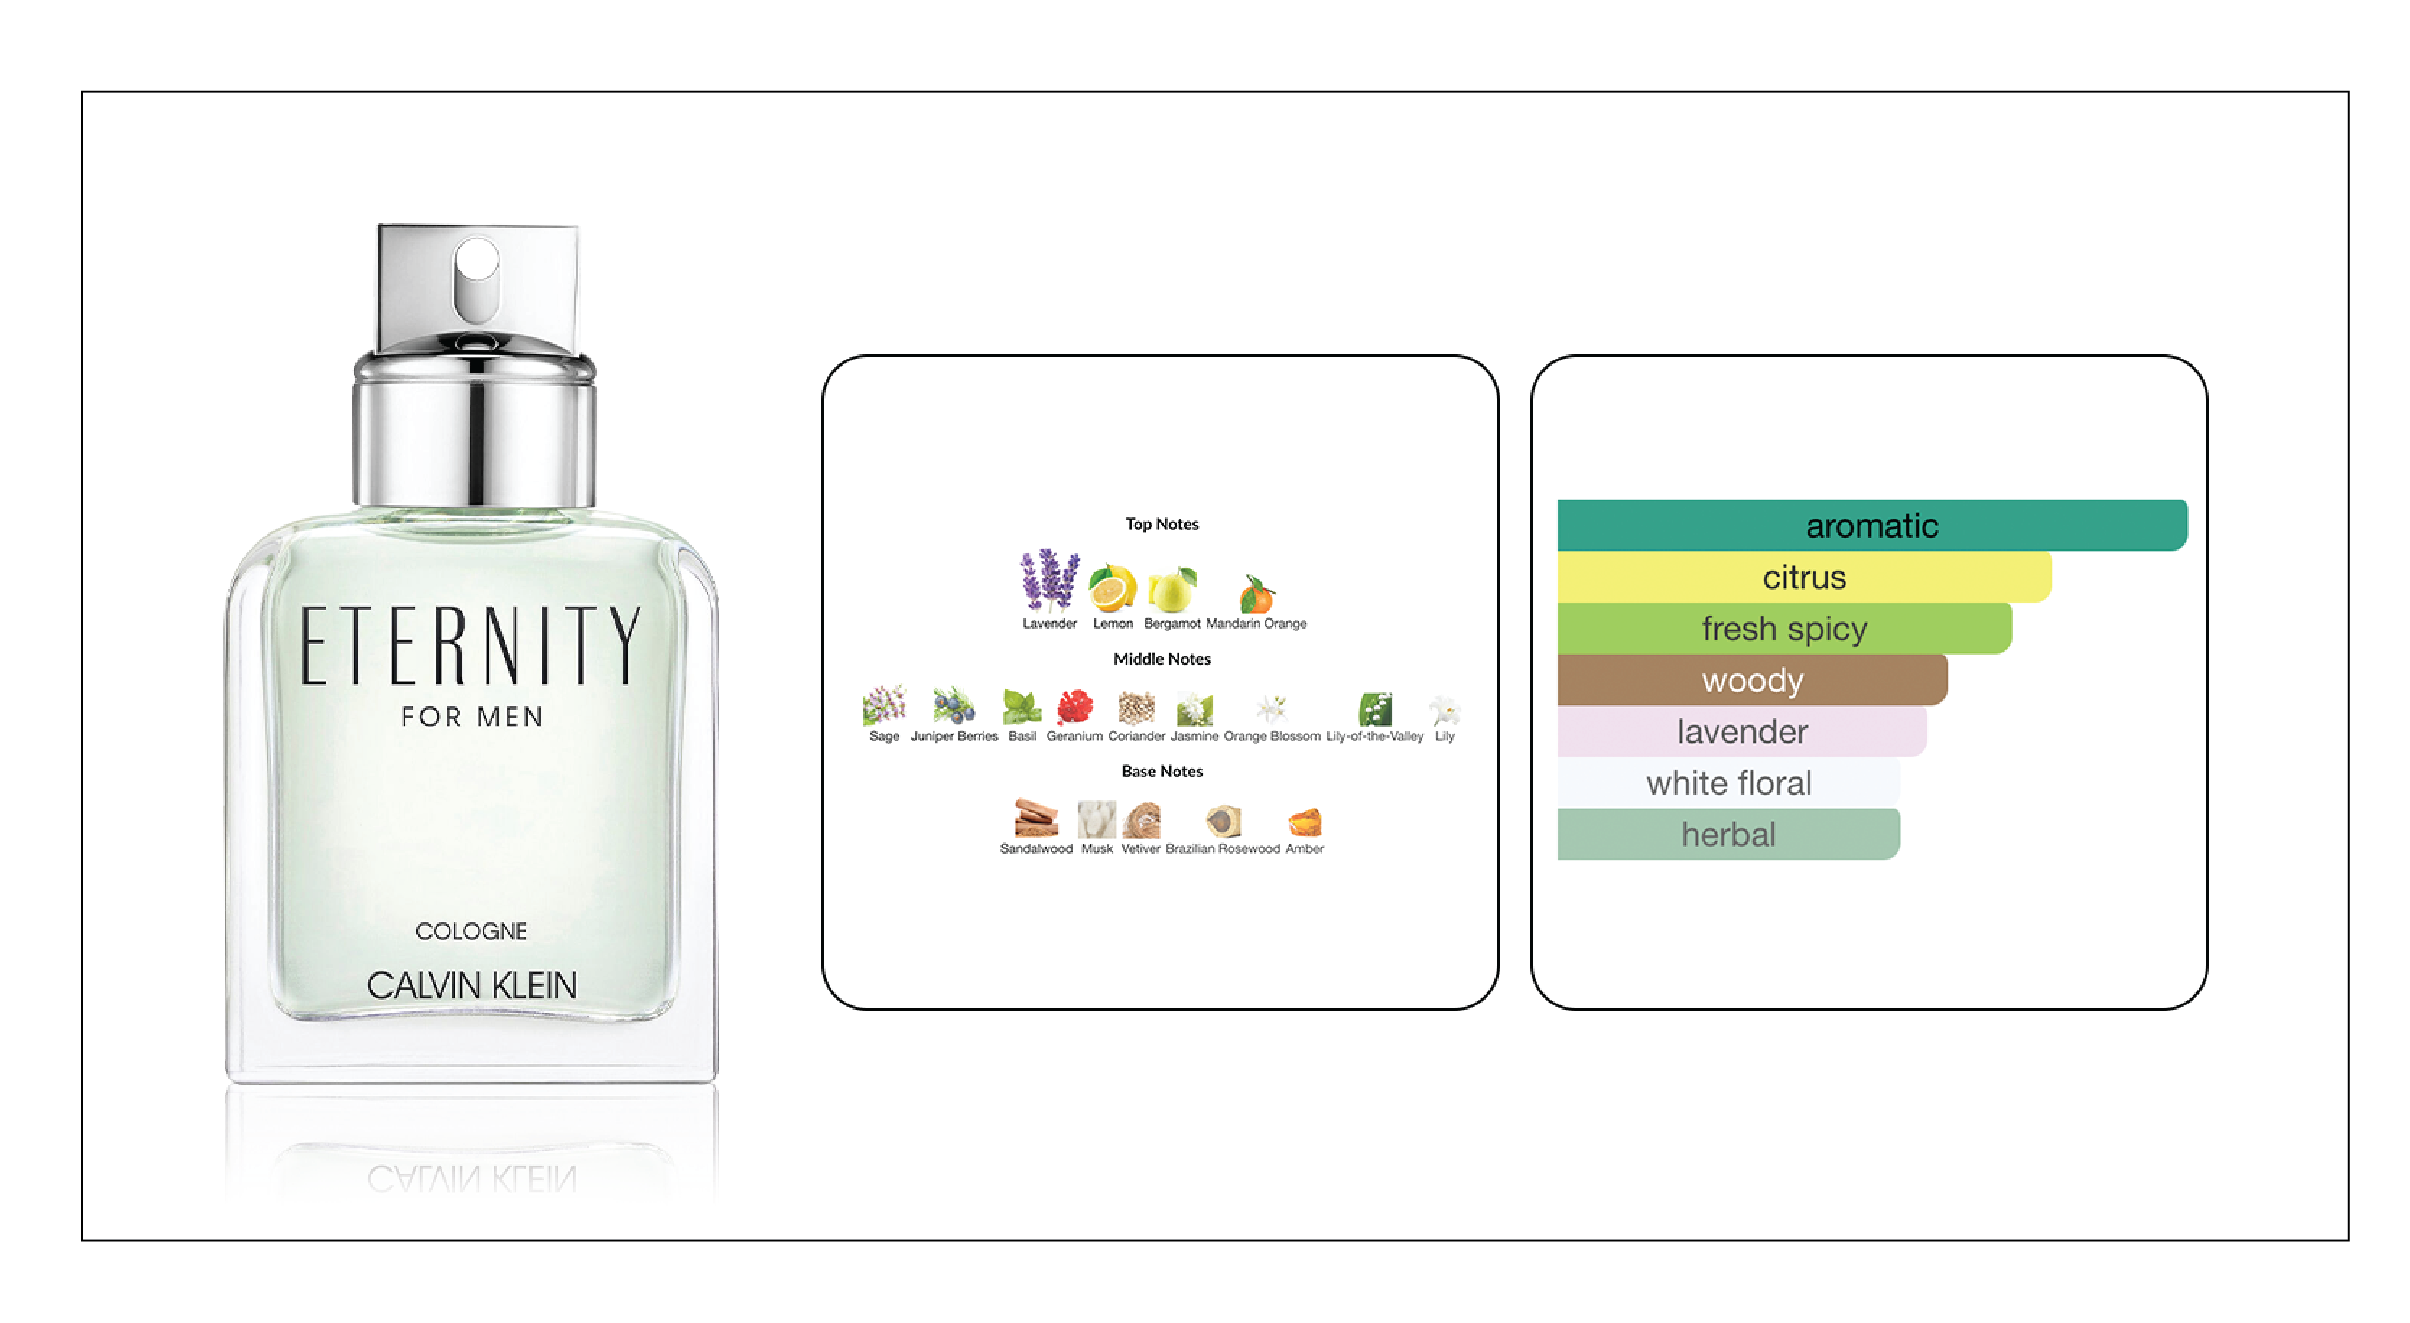 ETERNITY
FOR MEN
COLOGNE
CALVIN KLEIN
CALVIN KLEIN
Top Notes
Lavender Lemon Bergamot Mandarin Orange
Middle Notes
Sage Juniper Berries Basil Geranium Coriander Jasmine Orange Blossom Lily-of-the-Valley Lily
Base Notes
Sandalwood Musk Vetiver Brazilian Rosewood Amber
aromatic
citrus
fresh spicy
woody
lavender
white floral
herbal